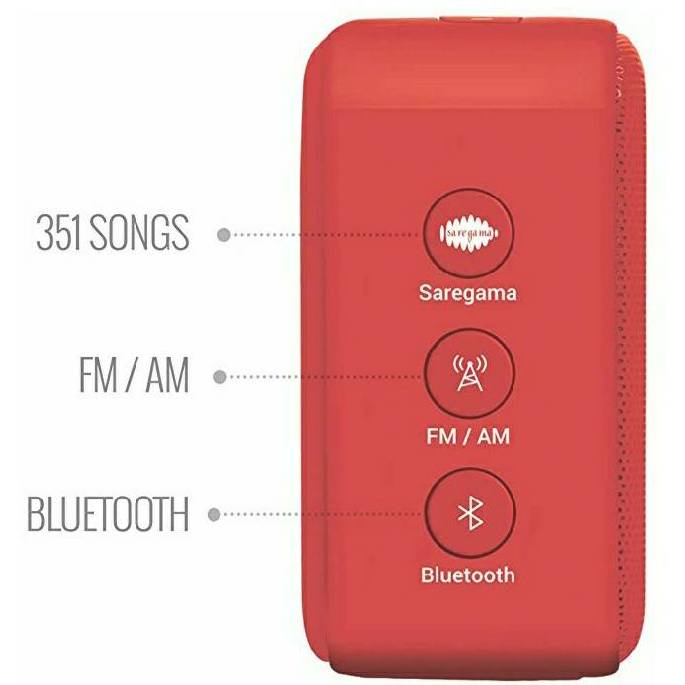 351 SONGS
saregama
Saregama
FM / AM
FM / AM
BLUETOOTH
Bluetooth